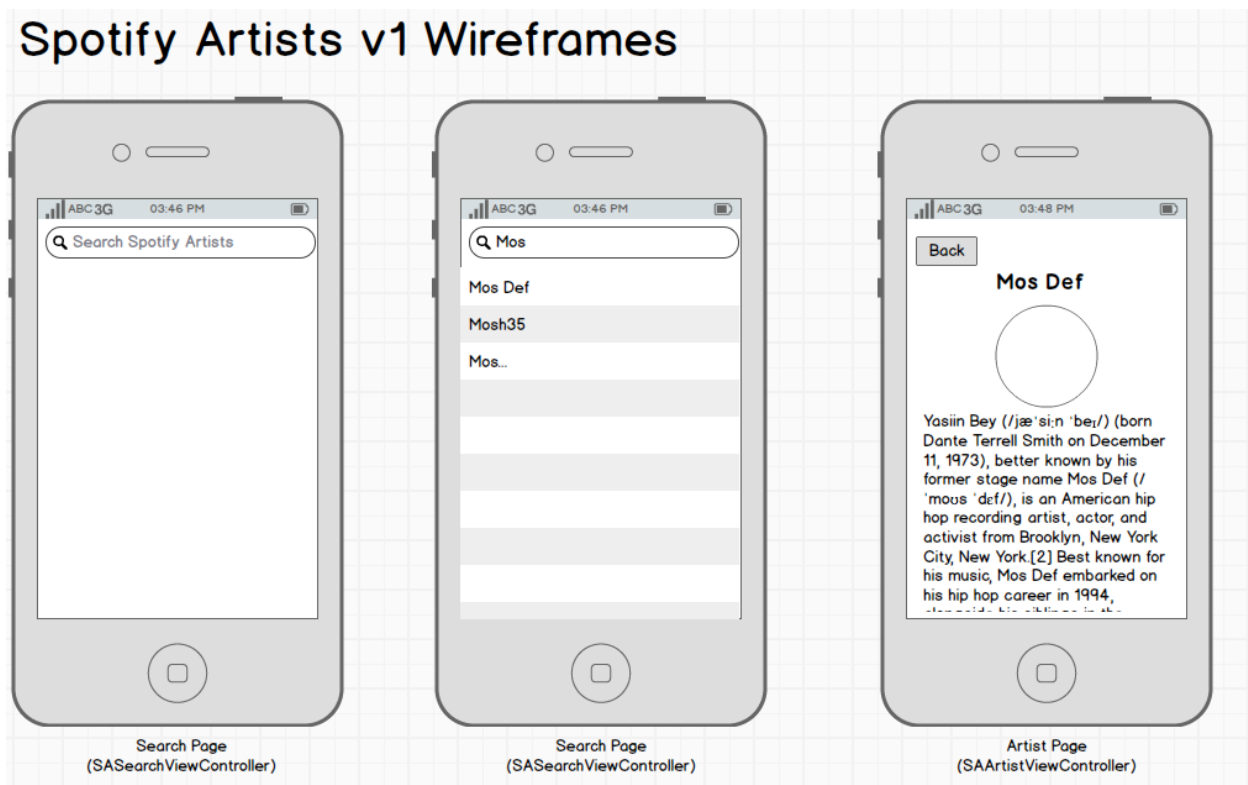 Spotify Artists v1 Wireframes
ABC 3G 03:46 PM
Search Spotify Artists
Search Page
(SASearchViewController)
ABC 3G 03:46 PM
Mos
Mos Def
Mosh35
Mos...
Search Page
(SASearchViewController)
ABC 3G 03:48 PM
Back
Mos Def
Yasiin Bey (/jæˈsiːn ˈbeɪ/) (born
Dante Terrell Smith on December
11, 1973), better known by his
former stage name Mos Def (/
ˈmoʊs ˈdɛf/), is an American hip
hop recording artist, actor, and
activist from Brooklyn, New York
City, New York.[2] Best known for
his music, Mos Def embarked on
his hip hop career in 1994,
alongside his siblings in the
Artist Page
(SAArtistViewController)